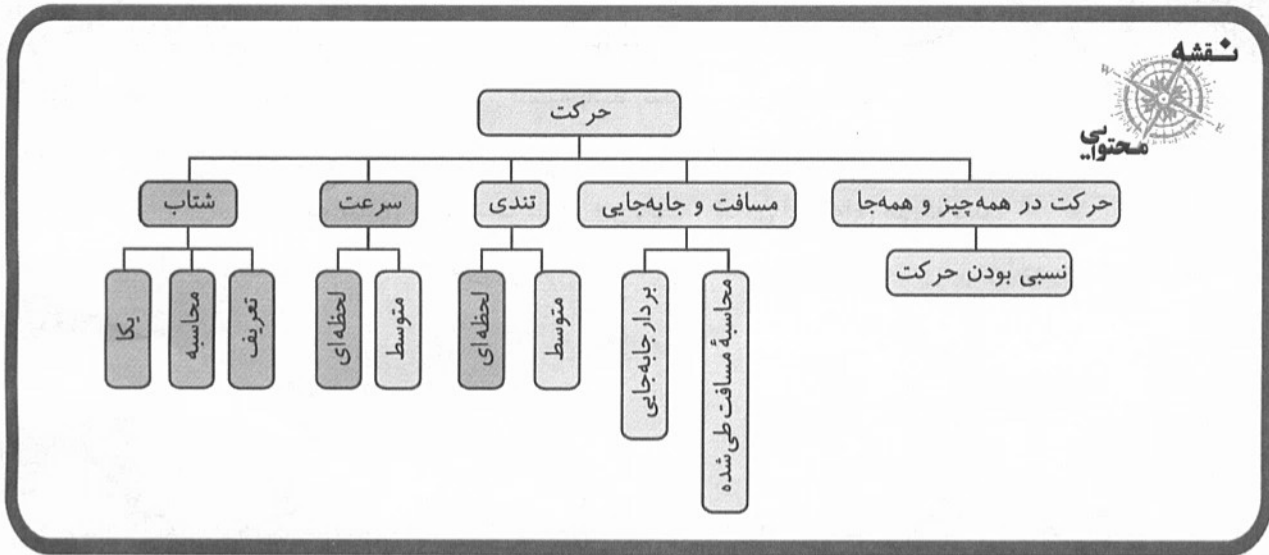 نقشه
محتوایی
W
E
حرکت
حرکت در همه‌چیز و همه‌جا
مسافت و جابه‌جایی
تندی
سرعت
شتاب
نسبی بودن حرکت
محاسبهٔ مسافت طی شده
بردار جابه‌جایی
متوسط
لحظه‌ای
متوسط
لحظه‌ای
تعریف
محاسبه
یکا